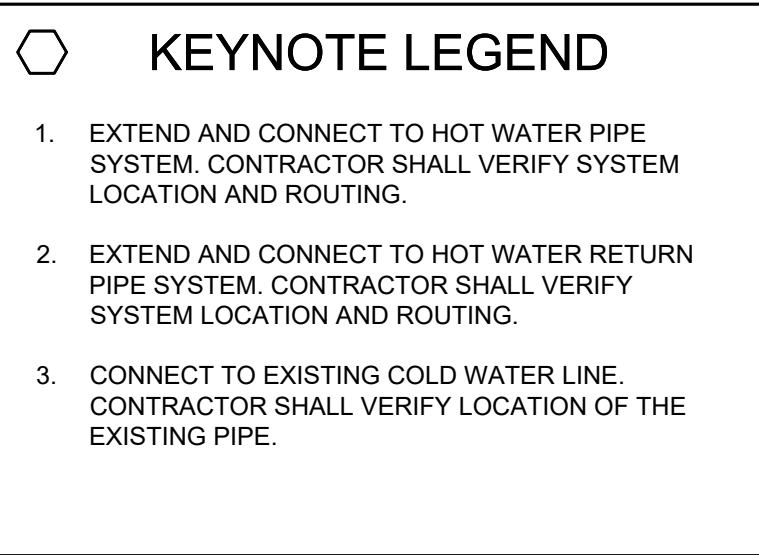 KEYNOTE LEGEND
1. EXTEND AND CONNECT TO HOT WATER PIPE
SYSTEM. CONTRACTOR SHALL VERIFY SYSTEM
LOCATION AND ROUTING.
2. EXTEND AND CONNECT TO HOT WATER RETURN
PIPE SYSTEM. CONTRACTOR SHALL VERIFY
SYSTEM LOCATION AND ROUTING.
3. CONNECT TO EXISTING COLD WATER LINE.
CONTRACTOR SHALL VERIFY LOCATION OF THE
EXISTING PIPE.